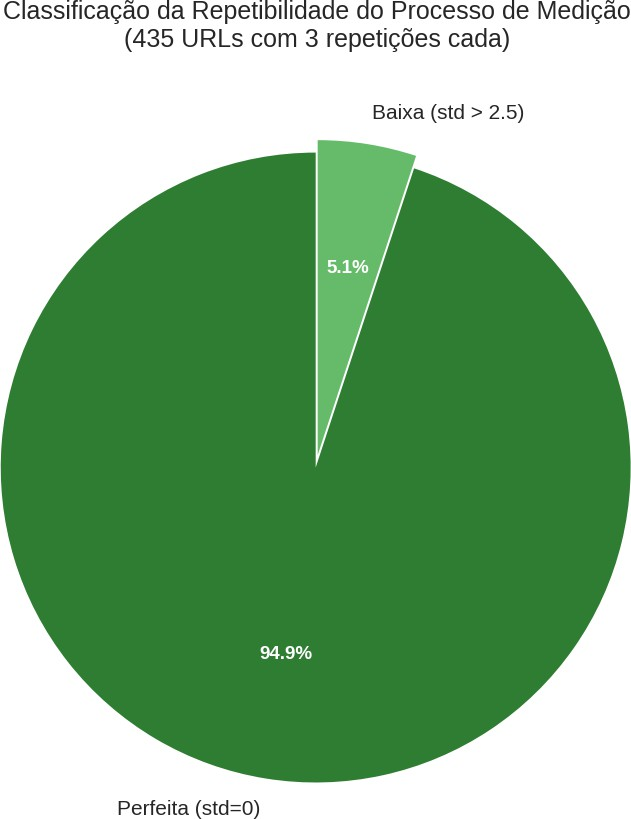 Classificação da Repetibilidade do Processo de Medição
(435 URLs com 3 repetições cada)
Baixa (std > 2.5)
5.1%
94.9%
Perfeita (std=0)